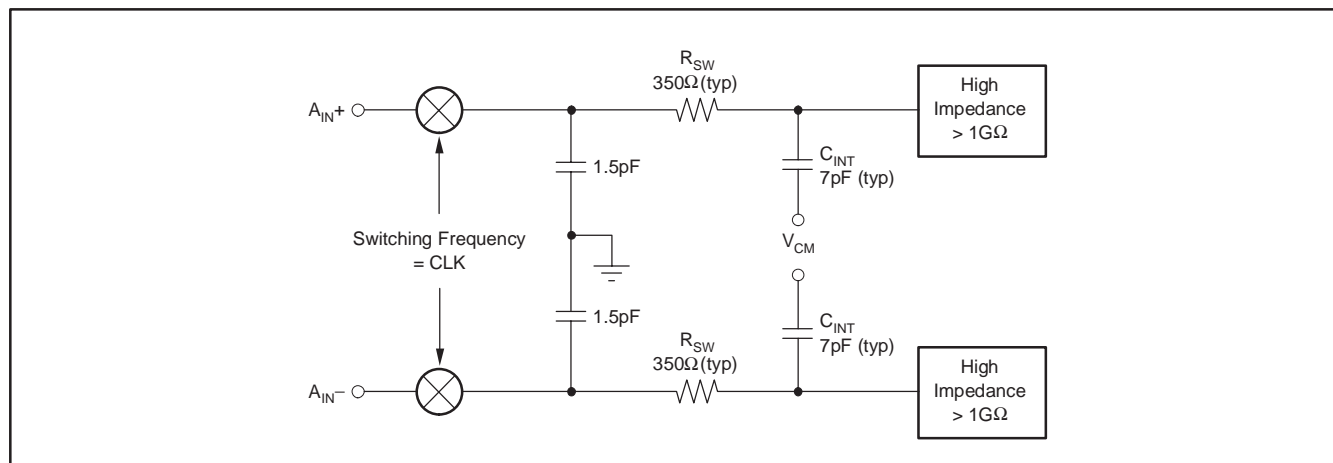 R_SW
350Ω(typ)
High
Impedance
> 1GΩ
A_IN+
1.5pF
C_INT
7pF (typ)
Switching Frequency
= CLK
V_CM
1.5pF
C_INT
7pF (typ)
R_SW
350Ω(typ)
High
Impedance
> 1GΩ
A_IN−